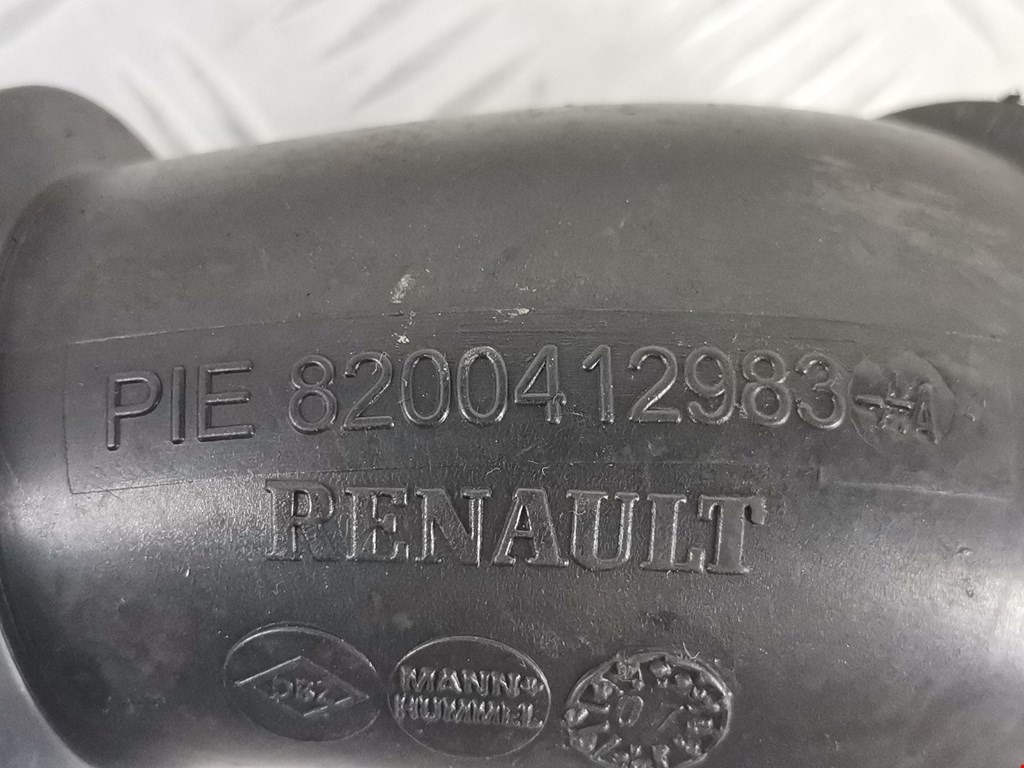 PIE 8200412983
RENAULT
MANN+
HUMMEL